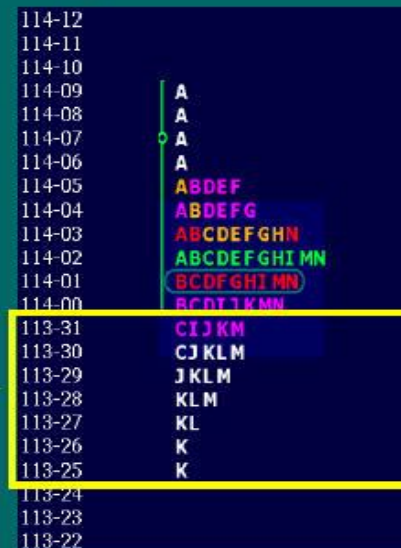 114-12
114-11
114-10
114-09 A
114-08 A
114-07 A
114-06 A
114-05 ABDEF
114-04 ABDEFG
114-03 ABCDEFGHN
114-02 ABCDEFGHIMN
114-01 BCDFGHIMN
114-00 BCDIJKMN
113-31 CIJKM
113-30 CJKLM
113-29 JKLM
113-28 KLM
113-27 KL
113-26 K
113-25 K
113-24
113-23
113-22